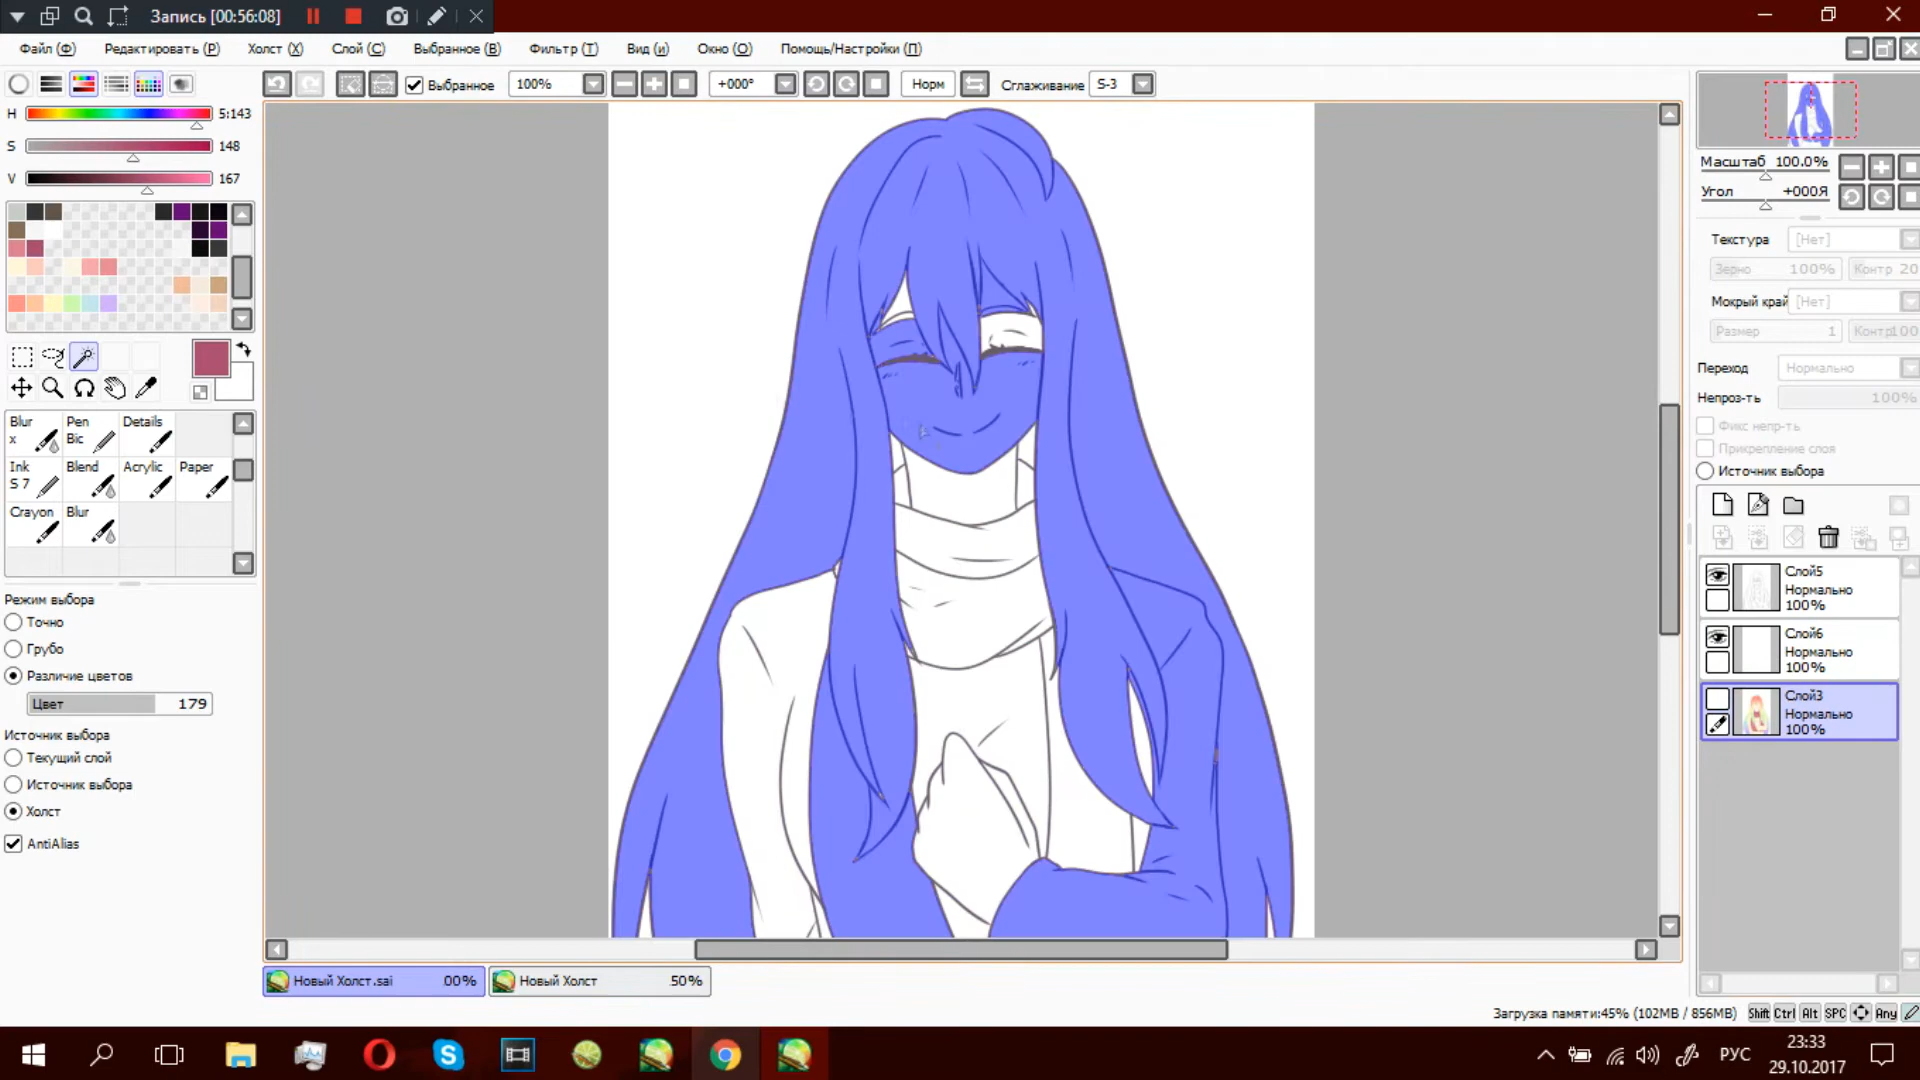 Запись [00:56:08]
Файл (Ф) Редактировать (Р) Холст (Х) Слой (С) Выбранное (В) Фильтр (Т) Вид (и) Окно (О) Помощь/Настройки (П)
Выбранное 100% +000° Норм Сглаживание S-3
H 5:143
S 148
V 167
Blur x
Pen Bic
Details
Ink S 7
Blend
Acrylic
Paper
Crayon
Blur
Режим выбора
Точно
Грубо
Различие цветов
Цвет 179
Источник выбора
Текущий слой
Источник выбора
Холст
AntiAlias
Масштаб 100.0%
Угол +000Я
Текстура [Нет]
Зерно 100% Контр 20
Мокрый край [Нет]
Размер 1 Контр100
Переход Нормально
Непроз-ть 100%
Фикс непр-ть
Прикрепление слоя
Источник выбора
Слой5
Нормально
100%
Слой6
Нормально
100%
Слой3
Нормально
100%
Новый Холст.sai 00% Новый Холст 50%
Загрузка памяти:45% (102MB / 856MB) Shift Ctrl Alt SPC Any
РУС
23:33
29.10.2017